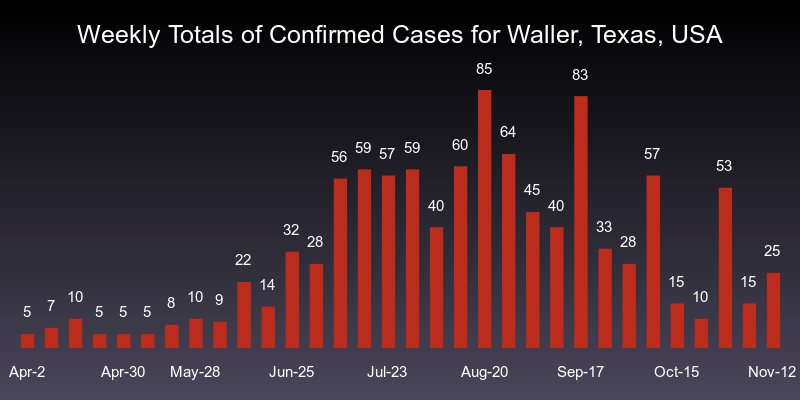 Weekly Totals of Confirmed Cases for Waller, Texas, USA
5 7 10 5 5 5 8 10 9 22 14 32 28 56 59 57 59 40 60 85 64 45 40 83 33 28 57 15 10 53 15 25
Apr-2 Apr-30 May-28 Jun-25 Jul-23 Aug-20 Sep-17 Oct-15 Nov-12